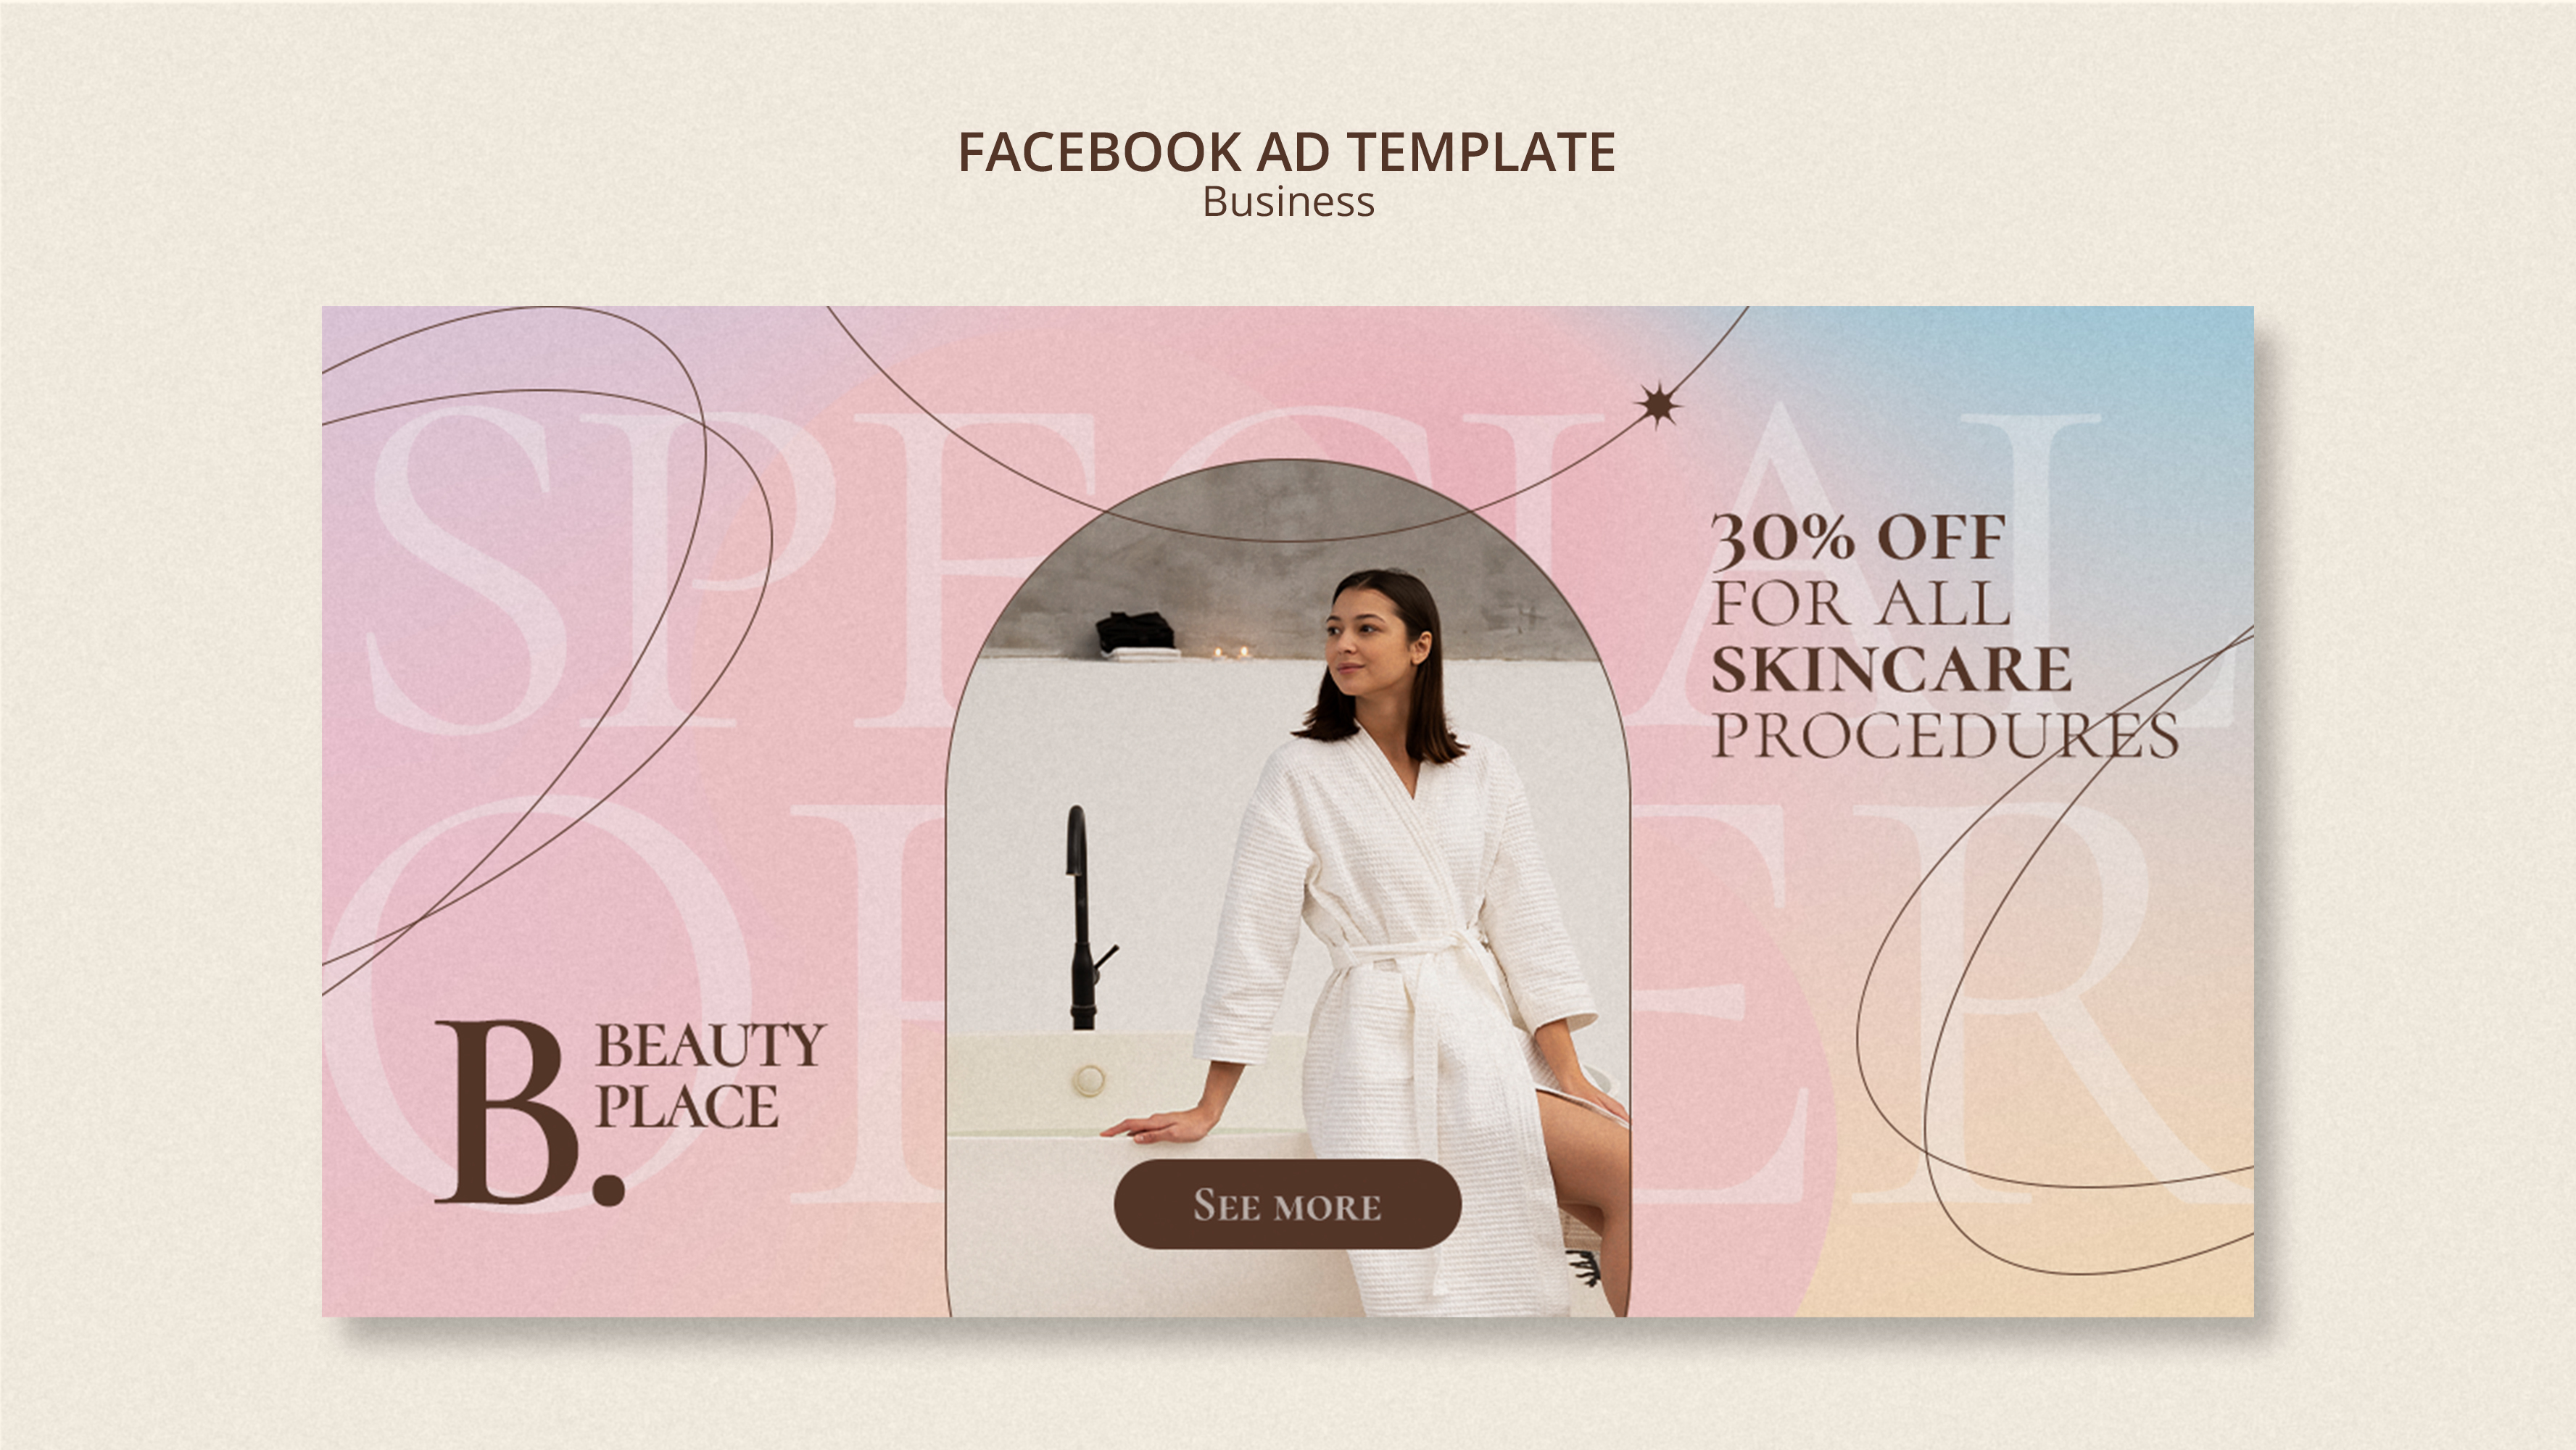 FACEBOOK AD TEMPLATE
Business
SPECIAL
OFFER
30% OFF
FOR ALL
SKINCARE
PROCEDURES
B.
BEAUTY
PLACE
SEE MORE